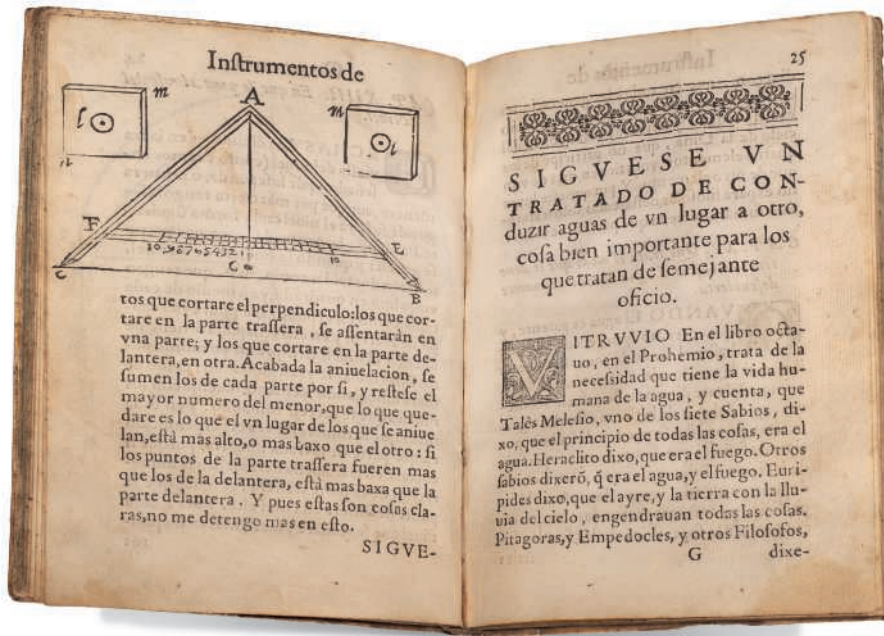 Inſtrumentos de
m
l
n
A
m
l
F
10.9876543 2 1
10
E
C
C
B
tos que cortare el perpendiculo:los que cor-
tare en la parte traſſera , ſe aſſentaràn en
vna parte; y los que cortare en la parte de-
lantera,en otra.Acabada la aniuelacion, ſe
ſumen los de cada parte por ſi , y reſteſe el
mayor numero del menor,que lo que que-
dare es lo que el vn lugar de los que ſe aniue
lan,eſtà mas alto,o mas baxo que el otro : ſi
los puntos de la parte traſſera fueren mas
que los de la delantera, eſtà mas baxa que la
parte delantera . Y pues eſtas ſon coſas cla-
ras,no me detengo mas en eſto.
SIGVE-
25
SIGVESE VN
TRATADO DE CON-
duzir aguas de vn lugar a otro,
coſa bien importante para los
que tratan de ſemejante
oficio.
VITRVVIO En el libro octa-
uo, en el Prohemio, trata de la
neceſsidad que tiene la vida hu-
mana de la agua , y cuenta, que
Tales Meleſio, vno de los ſiete Sabios , di-
xo, que el principio de todas las coſas, era el
agua.Heraclito dixo,que era el fuego. Otros
ſabios dixerõ, q̃ era el agua,y el fuego. Euri-
pides dixo,que el ayre,y la tierra con la llu-
uia del cielo , engendrauan todas las coſas.
Pitagoras,y Empedocles, y otros Filoſofos,
G
dixe-